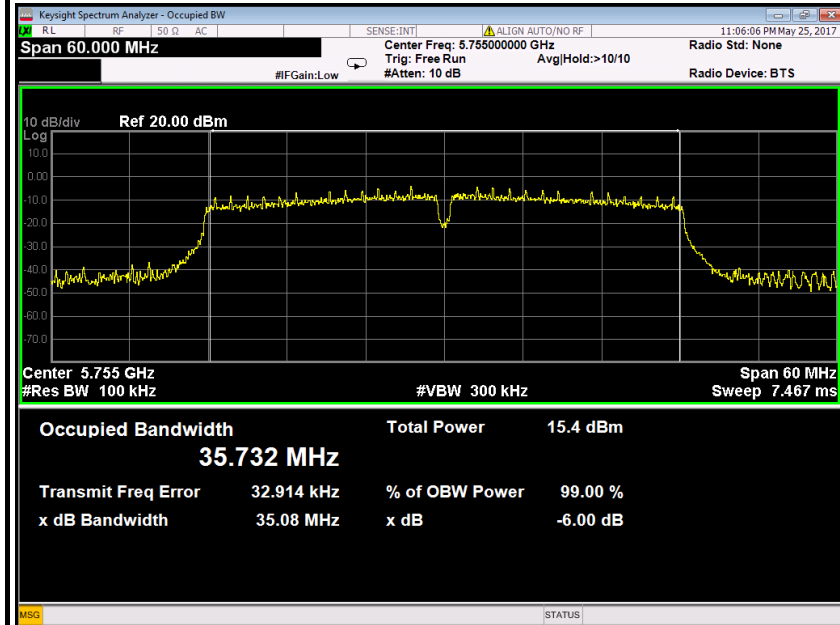 Keysight Spectrum Analyzer - Occupied BW
LXI RL RF 50 Ω AC SENSE:INT ALIGN AUTO/NO RF 11:06:06 PM May 25, 2017
Span 60.000 MHz Center Freq: 5.755000000 GHz Radio Std: None
Trig: Free Run Avg|Hold:>10/10
#IFGain:Low #Atten: 10 dB Radio Device: BTS
10 dB/div Ref 20.00 dBm
Log
10.0
0.00
-10.0
-20.0
-30.0
-40.0
-50.0
-60.0
-70.0
Center 5.755 GHz Span 60 MHz
#Res BW 100 kHz #VBW 300 kHz Sweep 7.467 ms
Occupied Bandwidth Total Power 15.4 dBm
35.732 MHz
Transmit Freq Error 32.914 kHz % of OBW Power 99.00 %
x dB Bandwidth 35.08 MHz x dB -6.00 dB
MSG STATUS